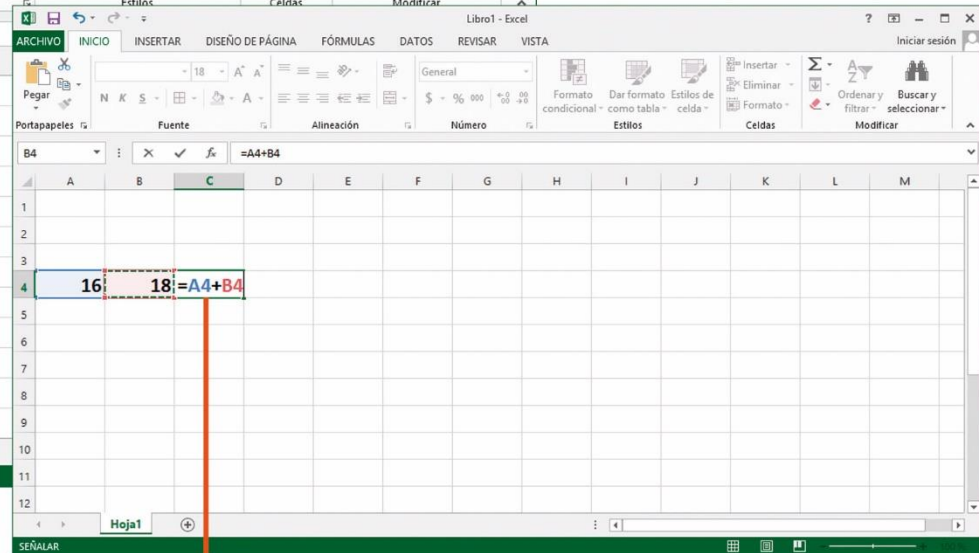 Estilos Celdas Modificar
Libro1 - Excel
ARCHIVO INICIO INSERTAR DISEÑO DE PÁGINA FÓRMULAS DATOS REVISAR VISTA Iniciar sesión
18 A A General Insertar Σ
Pegar Formato Dar formato Estilos de Eliminar Ordenar y Buscar y
N K S A $ % 000 condicional como tabla celda Formato filtrar seleccionar
Portapapeles Fuente Alineación Número Estilos Celdas Modificar
B4 fx =A4+B4
A B C D E F G H I J K L M
1
2
3
4 16 18 =A4+B4
5
6
7
8
9
10
11
12
Hoja1
SEÑALAR